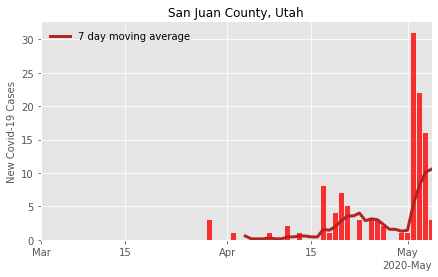 San Juan County, Utah
7 day moving average
New Covid-19 Cases
30
25
20
15
10
5
0
Mar
15
Apr
15
May
2020-May